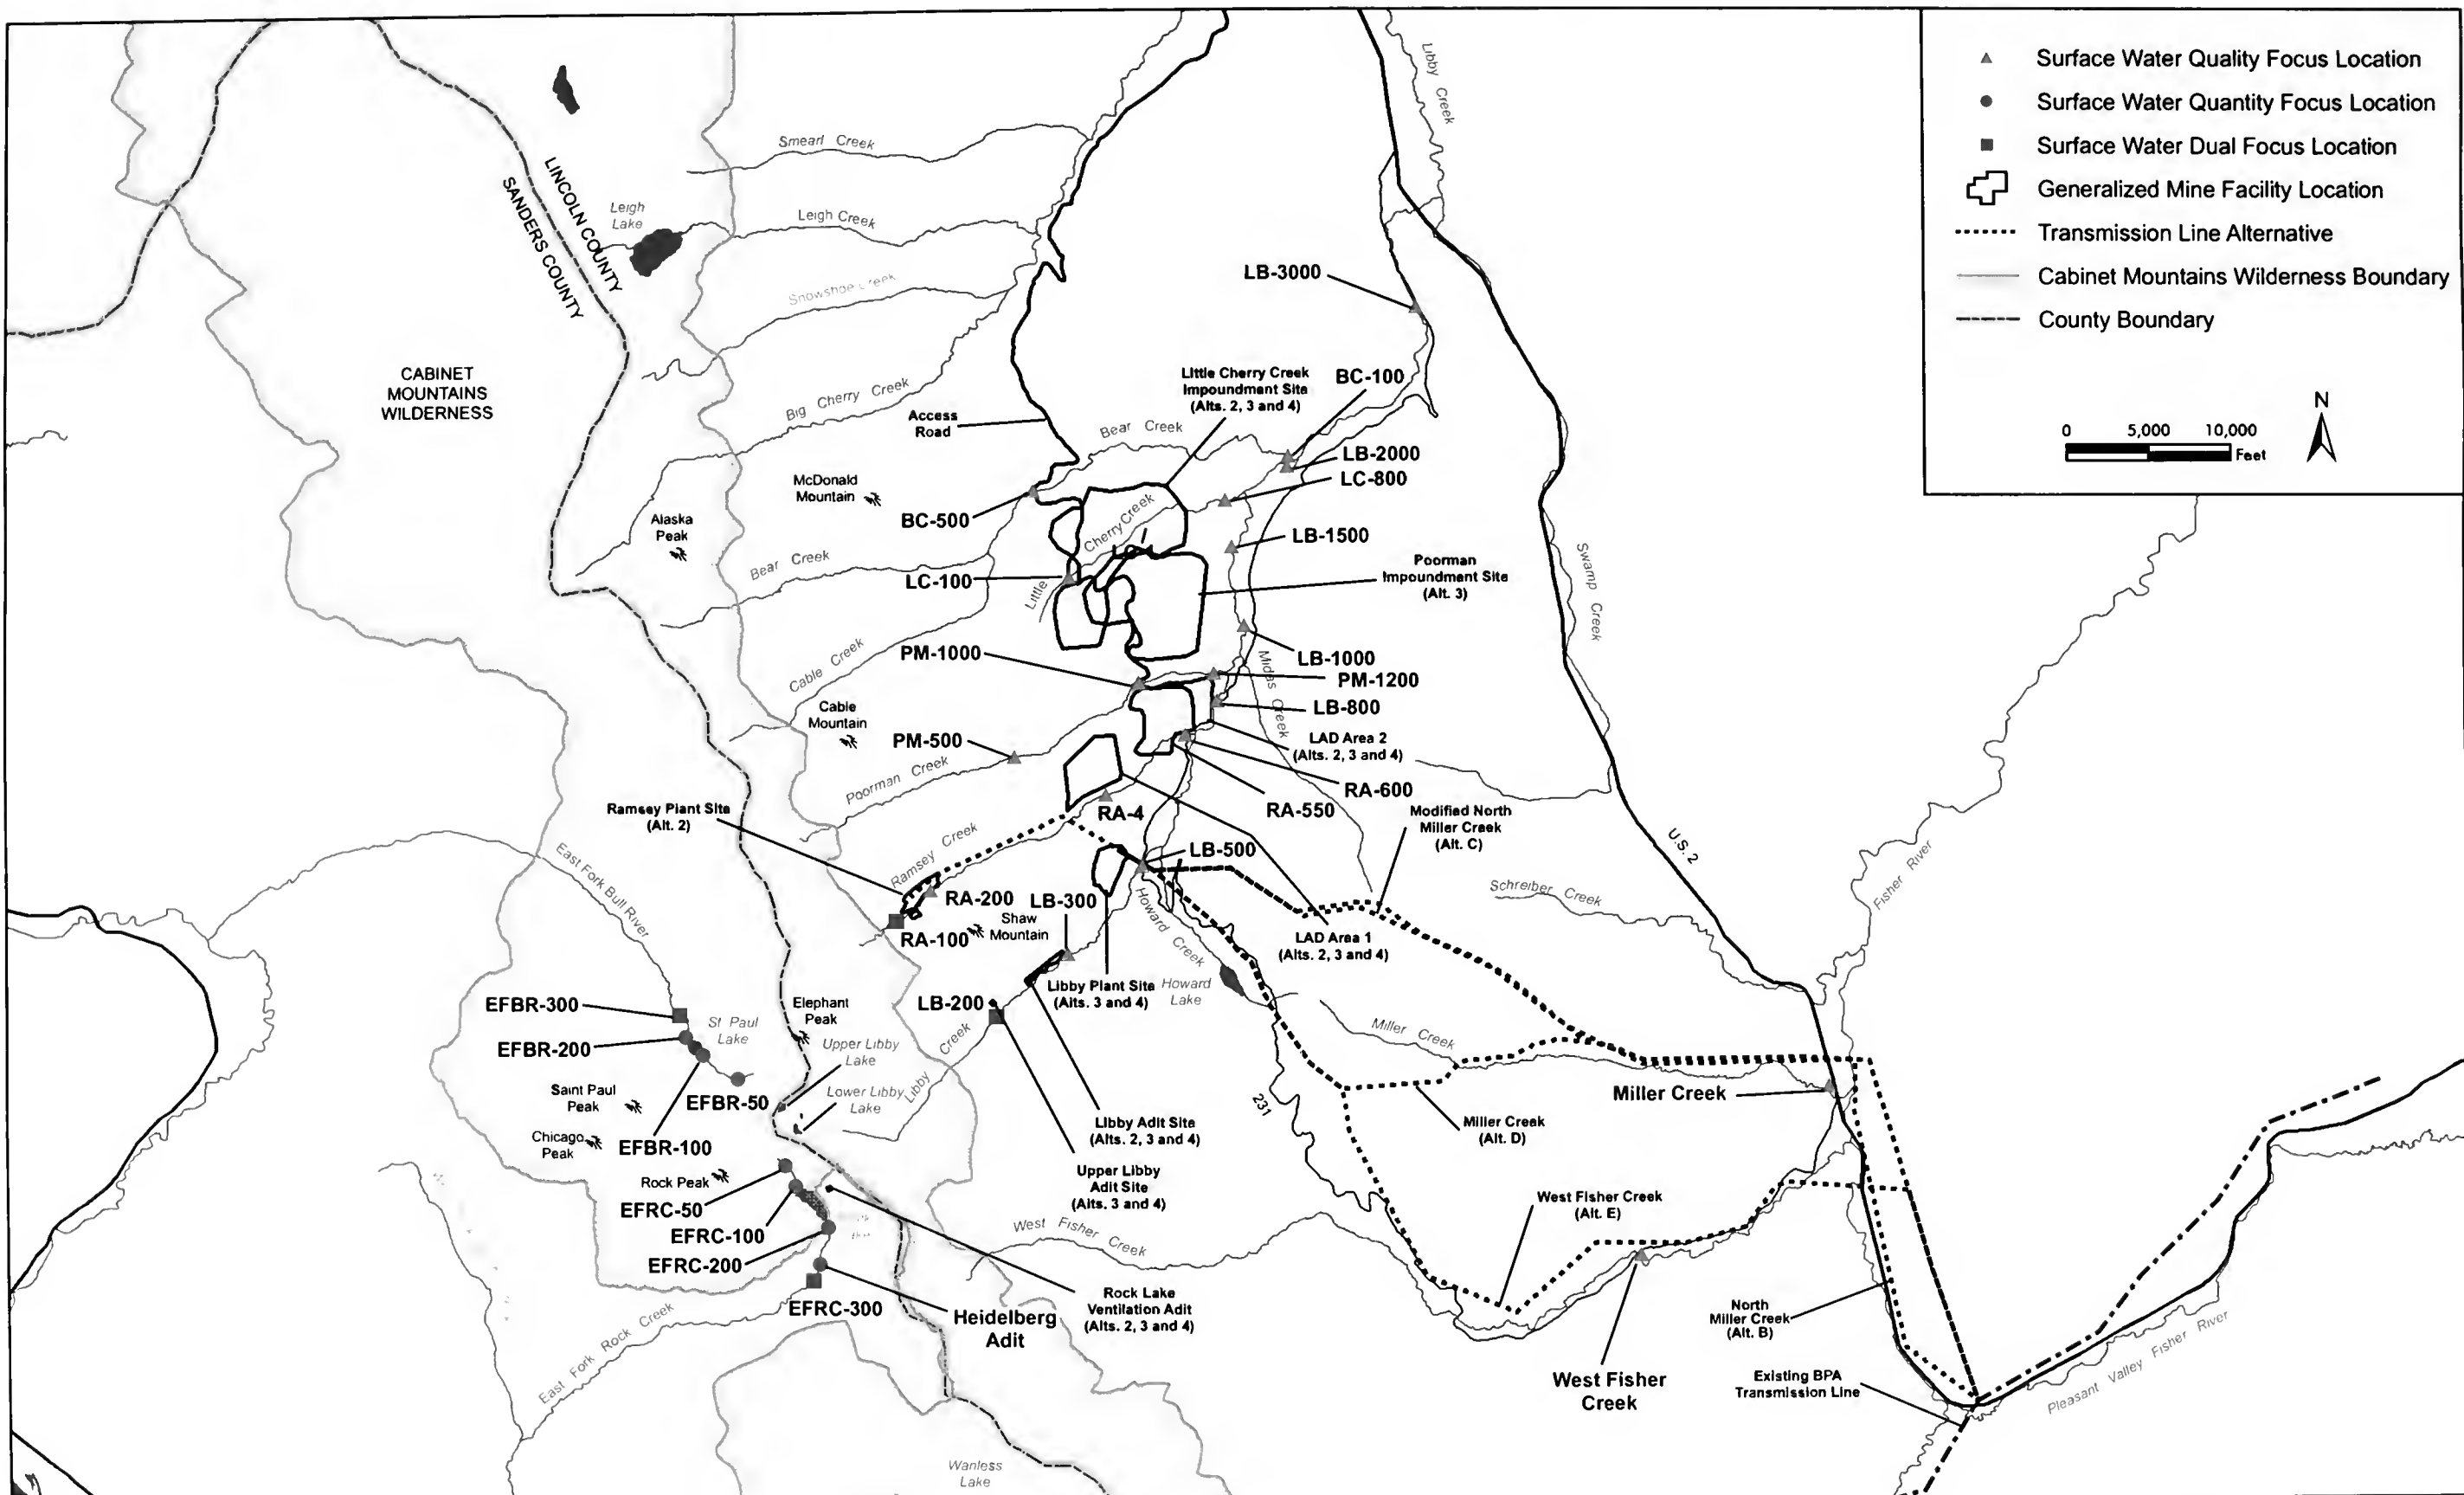 Surface Water Quality Focus Location
Surface Water Quantity Focus Location
Surface Water Dual Focus Location
Generalized Mine Facility Location
Transmission Line Alternative
Cabinet Mountains Wilderness Boundary
County Boundary
N
0 5,000 10,000
Feet
Libby Creek
Smearl Creek
LINCOLN COUNTY
SANDERS COUNTY
Leigh
Lake
Leigh Creek
Snowshoe Creek
LB-3000
CABINET
MOUNTAINS
WILDERNESS
Big Cherry Creek
Access
Road
Little Cherry Creek
Impoundment Site
(Alts. 2, 3 and 4)
BC-100
Bear Creek
LB-2000
LC-800
McDonald
Mountain
BC-500
Alaska
Peak
Cherry Creek
Little
LB-1500
Bear Creek
LC-100
Poorman
Impoundment Site
(Alt. 3)
Swamp Creek
Cable Creek
PM-1000
LB-1000
PM-1200
Midas Creek
LB-800
Cable
Mountain
PM-500
LAD Area 2
(Alts. 2, 3 and 4)
Poorman Creek
RA-600
RA-550
RA-4
Ramsey Plant Site
(Alt. 2)
Modified North
Miller Creek
(Alt. C)
U.S. 2
Fisher River
East Fork Bull River
Ramsey Creek
LB-500
RA-200
LB-300
Howard Creek
Schreiber Creek
RA-100
Shaw
Mountain
LAD Area 1
(Alts. 2, 3 and 4)
EFBR-300
EFBR-200
St Paul
Lake
Elephant
Peak
Upper Libby
Lake
LB-200
Libby Plant Site
(Alts. 3 and 4)
Howard
Lake
Libby Creek
Miller Creek
Saint Paul
Peak
EFBR-50
Lower Libby
Lake
Chicago
Peak
EFBR-100
Libby Adit Site
(Alts. 2, 3 and 4)
231
Miller Creek
Miller Creek
(Alt. D)
Rock Peak
EFRC-50
EFRC-100
EFRC-200
Upper Libby
Adit Site
(Alts. 3 and 4)
West Fisher Creek
West Fisher Creek
(Alt. E)
EFRC-300
Heidelberg
Adit
Rock Lake
Ventilation Adit
(Alts. 2, 3 and 4)
East Fork Rock Creek
North
Miller Creek
(Alt. B)
West Fisher
Creek
Existing BPA
Transmission Line
Pleasant Valley Fisher River
Wanless
Lake